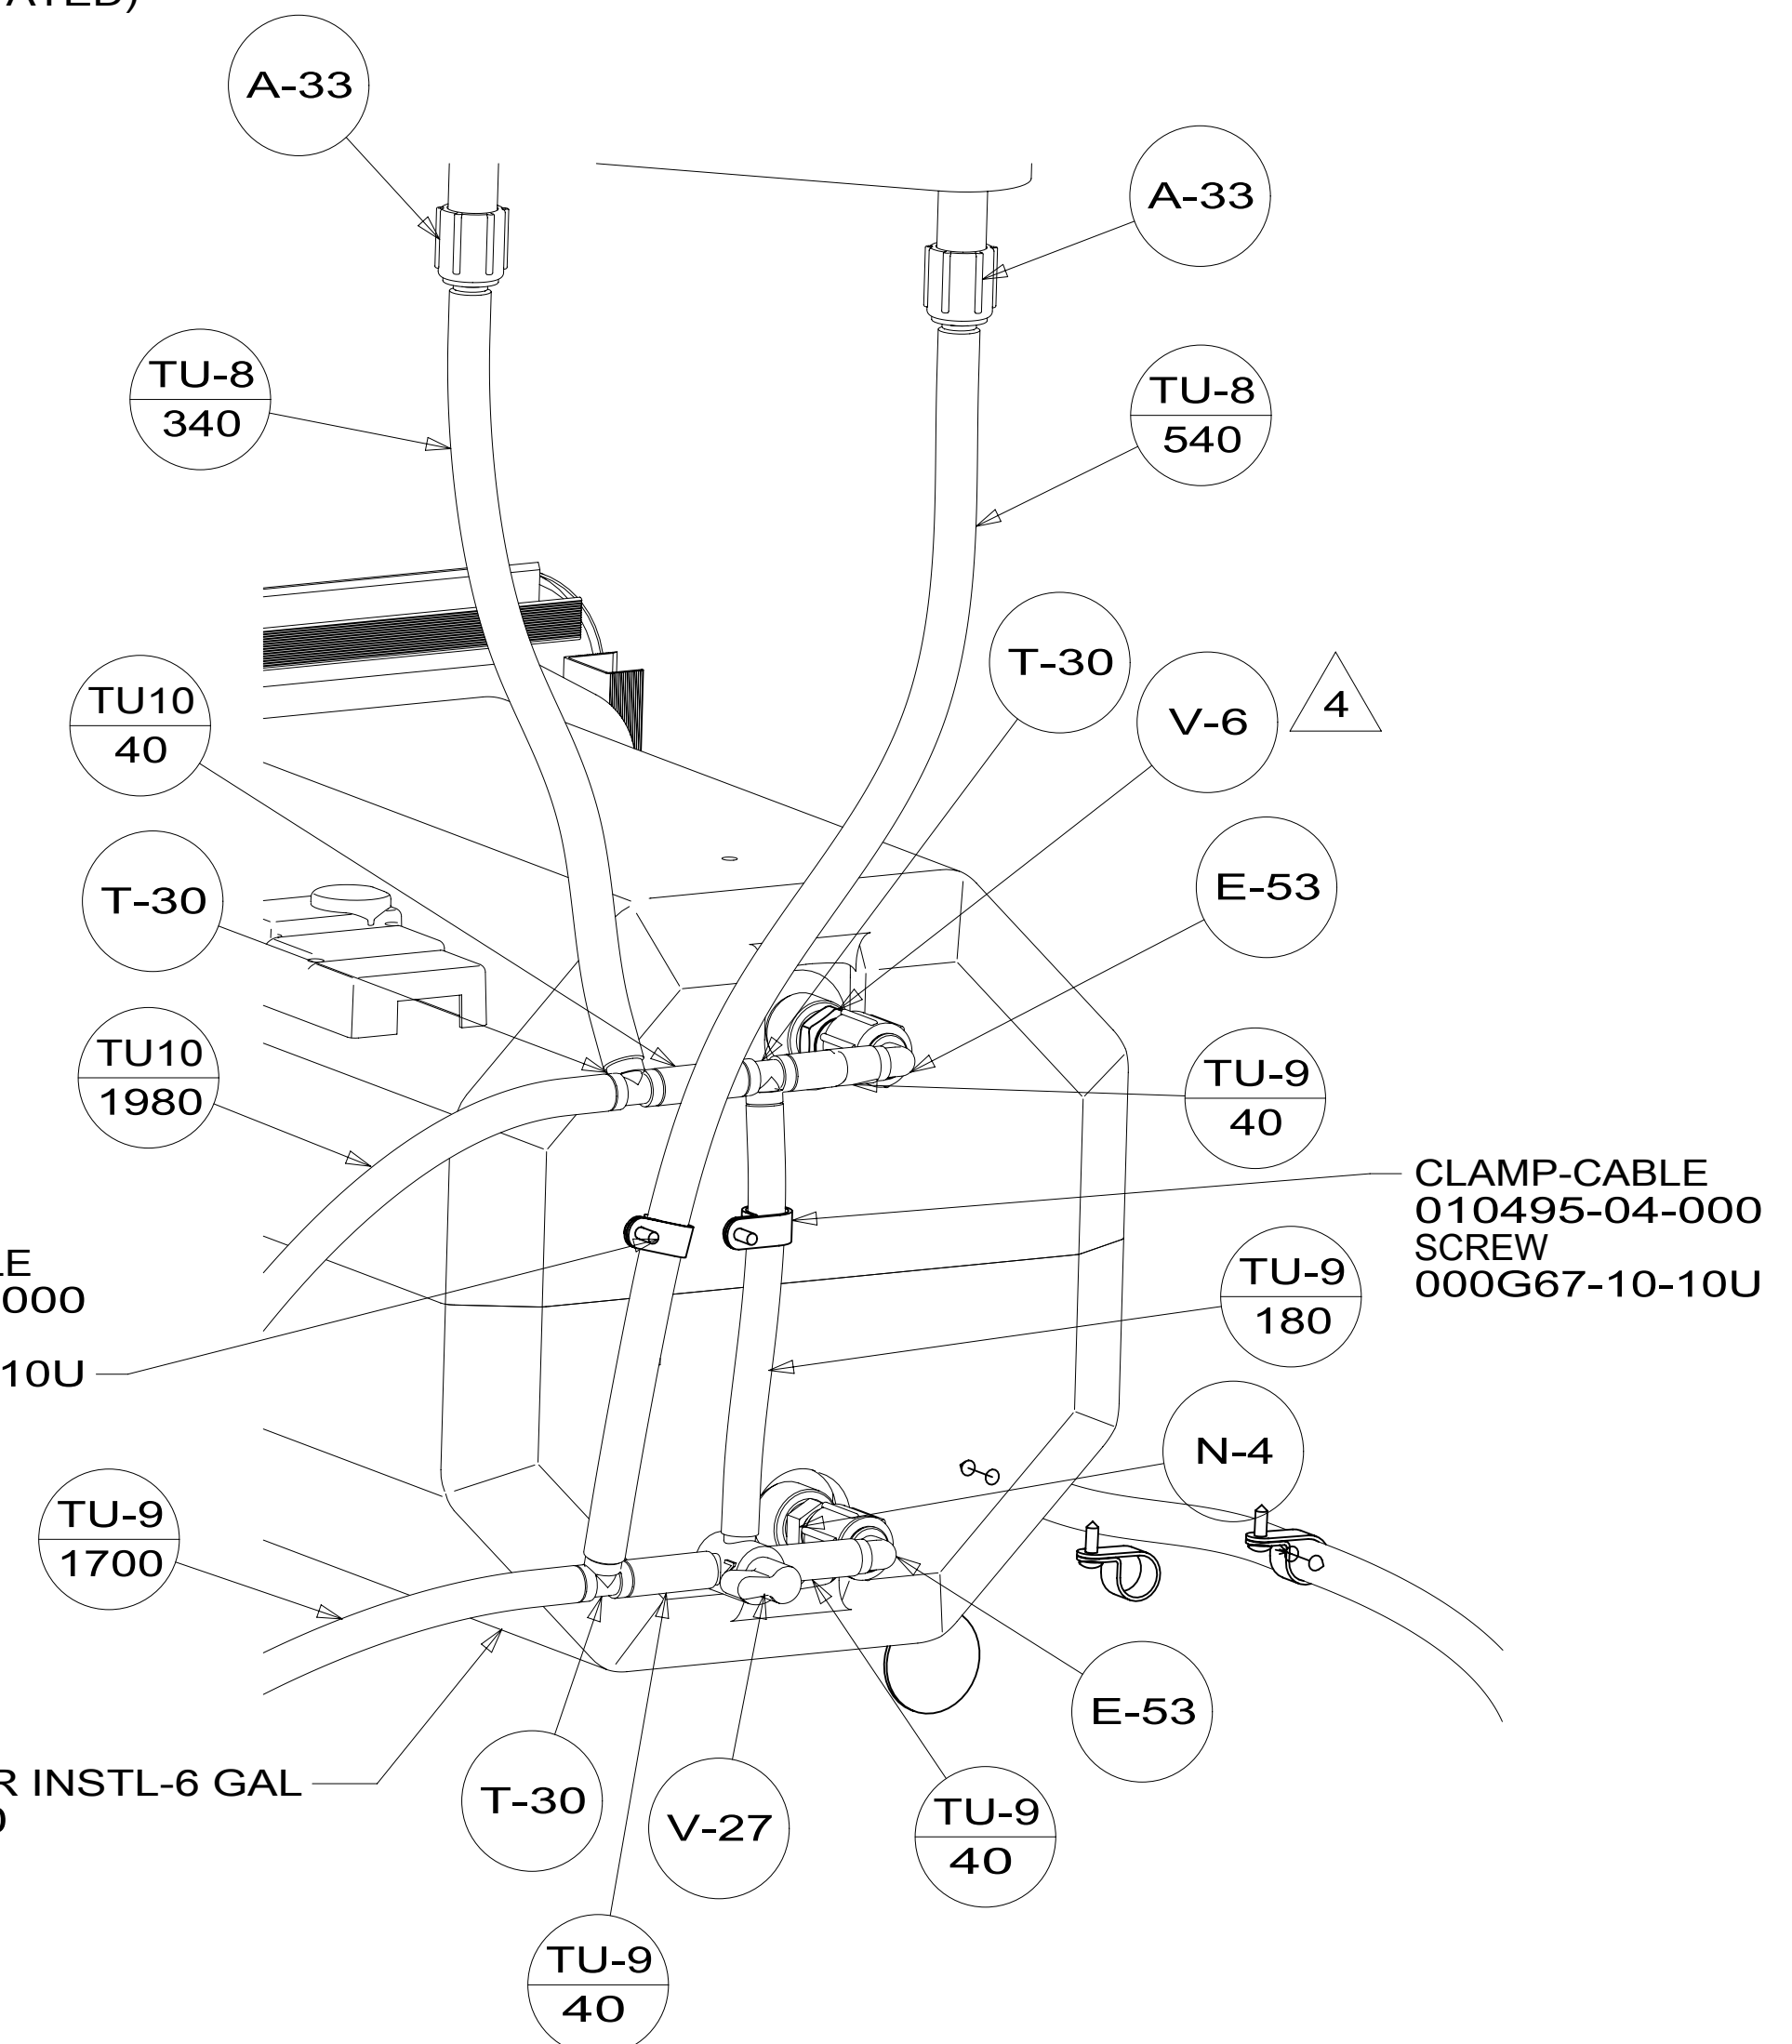 A-33
A-33
TU-8
340
TU-8
540
T-30
V-6
4
TU10
40
T-30
E-53
TU10
1980
TU-9
40
CLAMP-CABLE
010495-04-000
SCREW
000G67-10-10U
TU-9
180
10U
N-4
TU-9
1700
E-53
INSTL-6 GAL
T-30
V-27
TU-9
40
TU-9
40